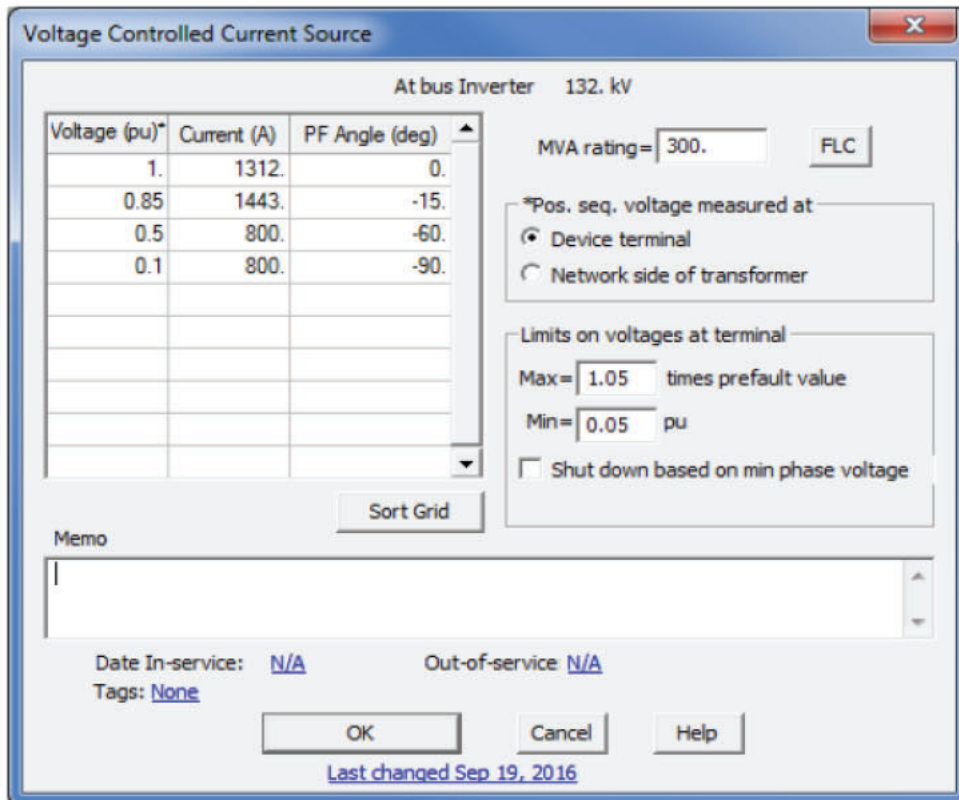 Voltage Controlled Current Source
At bus Inverter 132. kV
Voltage (pu)* Current (A) PF Angle (deg)
1. 1312. 0.
0.85 1443. -15.
0.5 800. -60.
0.1 800. -90.
Sort Grid
MVA rating= 300. FLC
*Pos. seq. voltage measured at
Device terminal
Network side of transformer
Limits on voltages at terminal
Max= 1.05 times prefault value
Min= 0.05 pu
Shut down based on min phase voltage
Memo
Date In-service: N/A Out-of-service N/A
Tags: None
OK Cancel Help
Last changed Sep 19, 2016